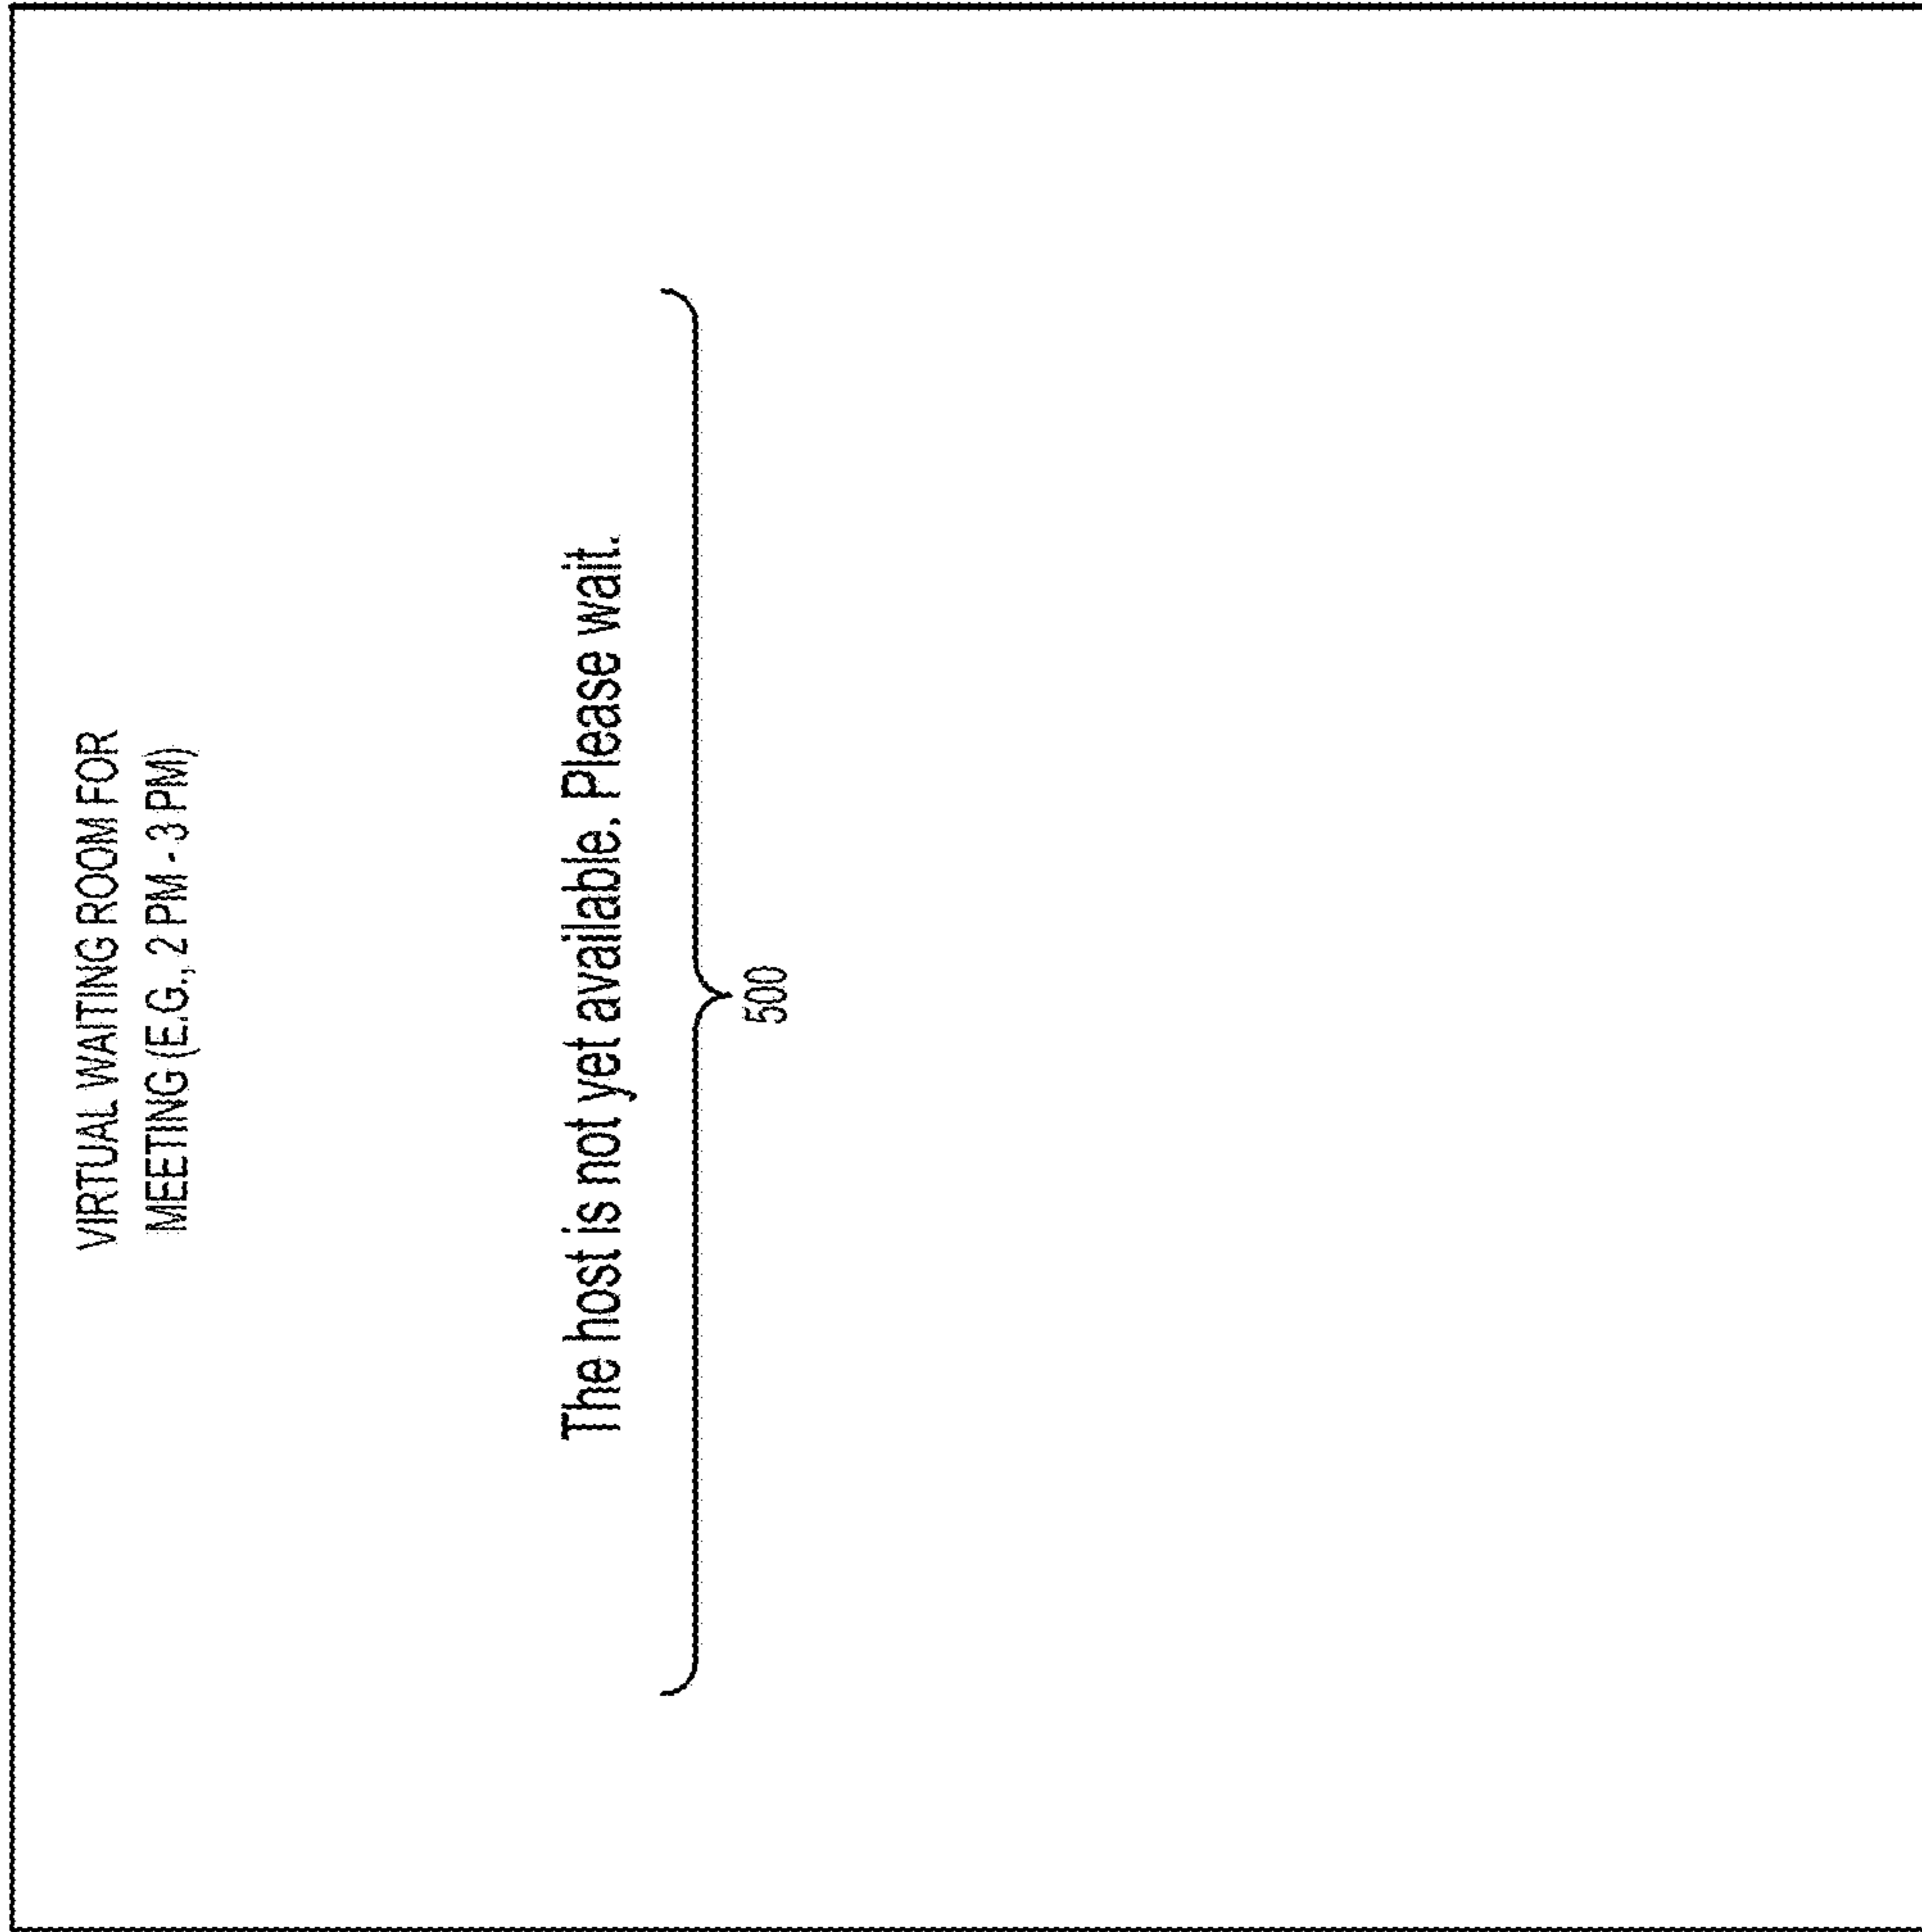 VIRTUAL WAITING ROOM FOR
MEETING (E.G., 2 PM - 3 PM)
The host is not yet available. Please wait.
500